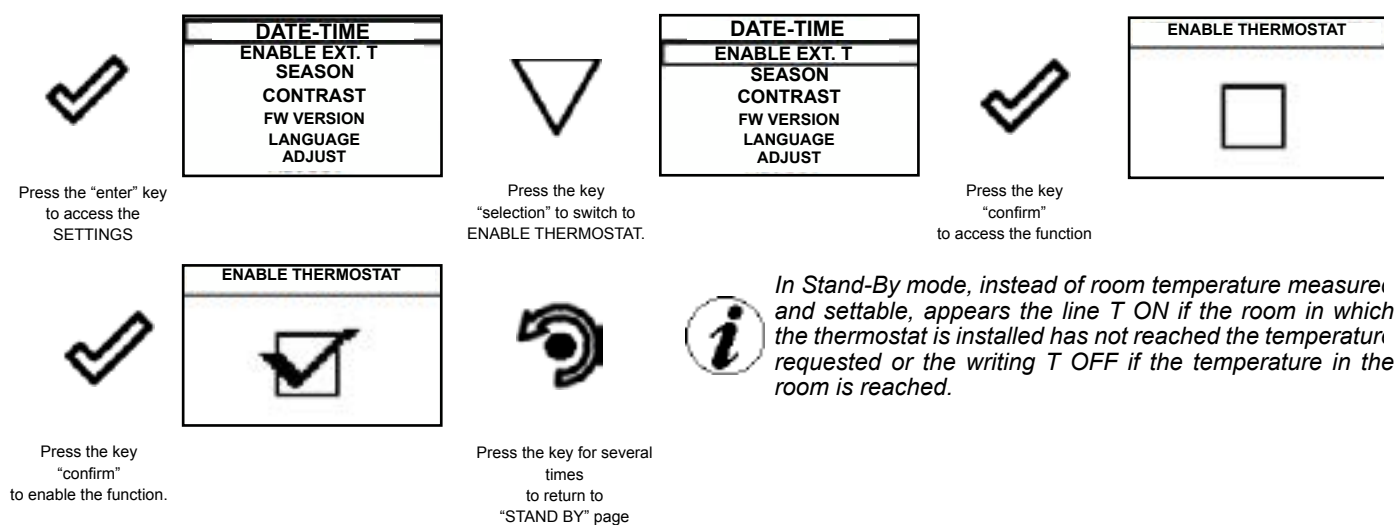 DATE-TIME
ENABLE EXT. T
SEASON
CONTRAST
FW VERSION
LANGUAGE
ADJUST
Press the “enter” key
to access the
SETTINGS
Press the key
“selection” to switch to
ENABLE THERMOSTAT.
DATE-TIME
ENABLE EXT. T
SEASON
CONTRAST
FW VERSION
LANGUAGE
ADJUST
Press the key
“confirm”
to access the function
ENABLE THERMOSTAT
Press the key
“confirm”
to enable the function.
ENABLE THERMOSTAT
Press the key for several
times
to return to
“STAND BY” page
i
In Stand-By mode, instead of room temperature measured
and settable, appears the line T ON if the room in which
the thermostat is installed has not reached the temperature
requested or the writing T OFF if the temperature in the
room is reached.